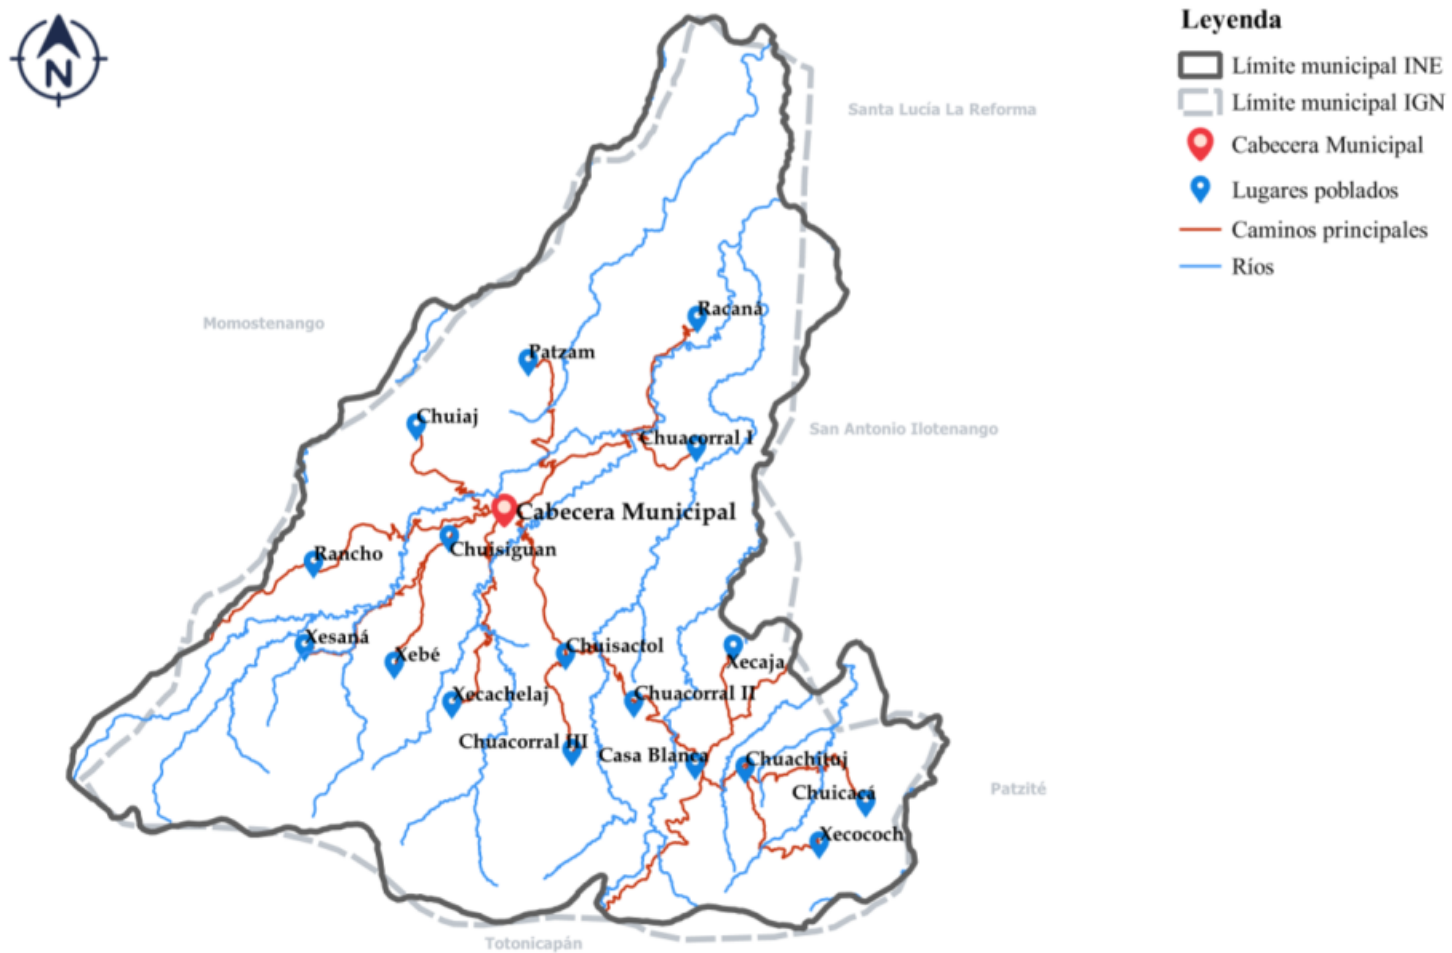 Leyenda
Límite municipal INE
Límite municipal IGN
Cabecera Municipal
Lugares poblados
Caminos principales
Ríos
N
Santa Lucía La Reforma
Momostenango
Racaná
Patzam
Chuiaj
Chuacorral I
San Antonio Ilotenango
Cabecera Municipal
Chuisiguan
Rancho
Xesaná
Xebé
Chuisactol
Xecaja
Xecachelaj
Chuacorral II
Chuacorral III
Casa Blanca
Chuachituj
Chuicacá
Patzité
Xecococh
Totonicapán